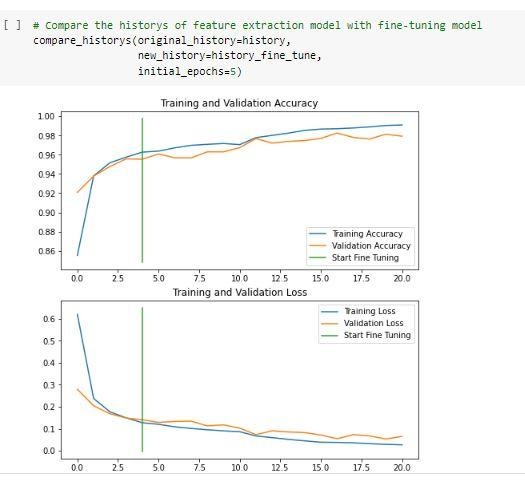 [ ] # Compare the historys of feature extraction model with fine-tuning model
compare_historys(original_history=history,
new_history=history_fine_tune,
initial_epochs=5)
Training and Validation Accuracy
1.00
0.98
0.96
0.94
0.92
0.90
0.88
0.86
Training Accuracy
Validation Accuracy
Start Fine Tuning
0.0 2.5 5.0 7.5 10.0 12.5 15.0 17.5 20.0
Training and Validation Loss
0.6
0.5
0.4
0.3
0.2
0.1
0.0
Training Loss
Validation Loss
Start Fine Tuning
0.0 2.5 5.0 7.5 10.0 12.5 15.0 17.5 20.0